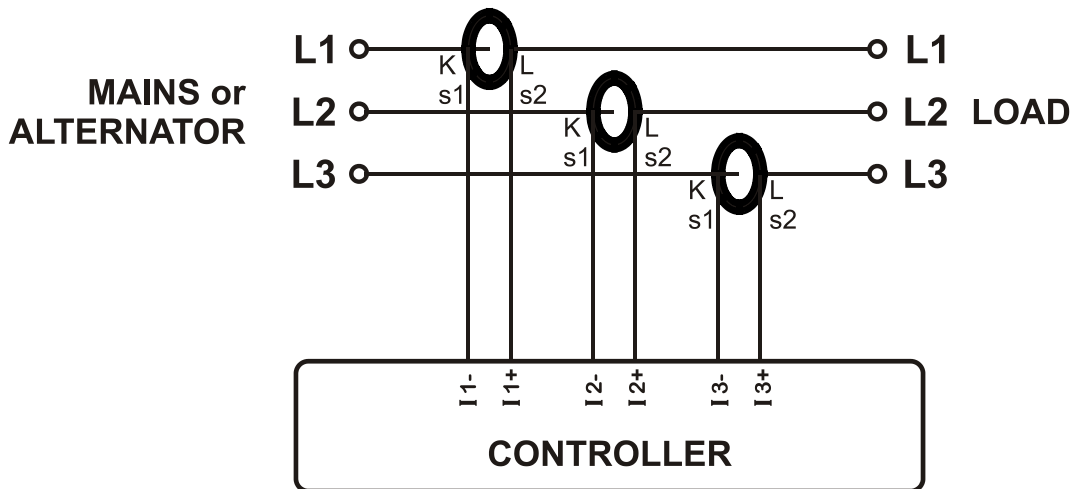 L1 L1
K L
s1 s2
MAINS or
ALTERNATOR
L2 L2 LOAD
K L
s1 s2
L3 L3
K L
s1 s2
I1- I1+ I2- I2+ I3- I3+
CONTROLLER